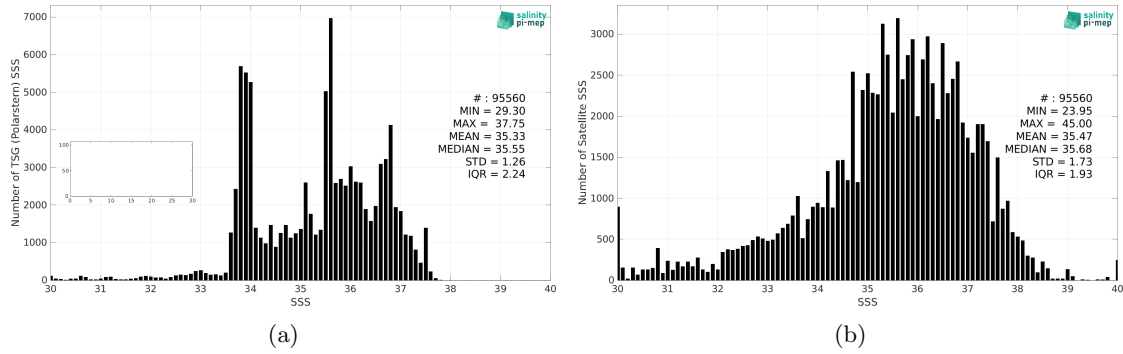 Number of TSG (Polarstern) SSS
7000
6000
5000
4000
3000
2000
1000
0
salinity
pi-mep
# : 95560
MIN = 29.30
MAX = 37.75
MEAN = 35.33
MEDIAN = 35.55
STD = 1.26
IQR = 2.24
100
50
0
0 5 10 15 20 25 30
30 31 32 33 34 35 36 37 38 39 40
SSS
(a)
Number of Satellite SSS
3000
2500
2000
1500
1000
500
0
salinity
pi-mep
# : 95560
MIN = 23.95
MAX = 45.00
MEAN = 35.47
MEDIAN = 35.68
STD = 1.73
IQR = 1.93
30 31 32 33 34 35 36 37 38 39 40
SSS
(b)